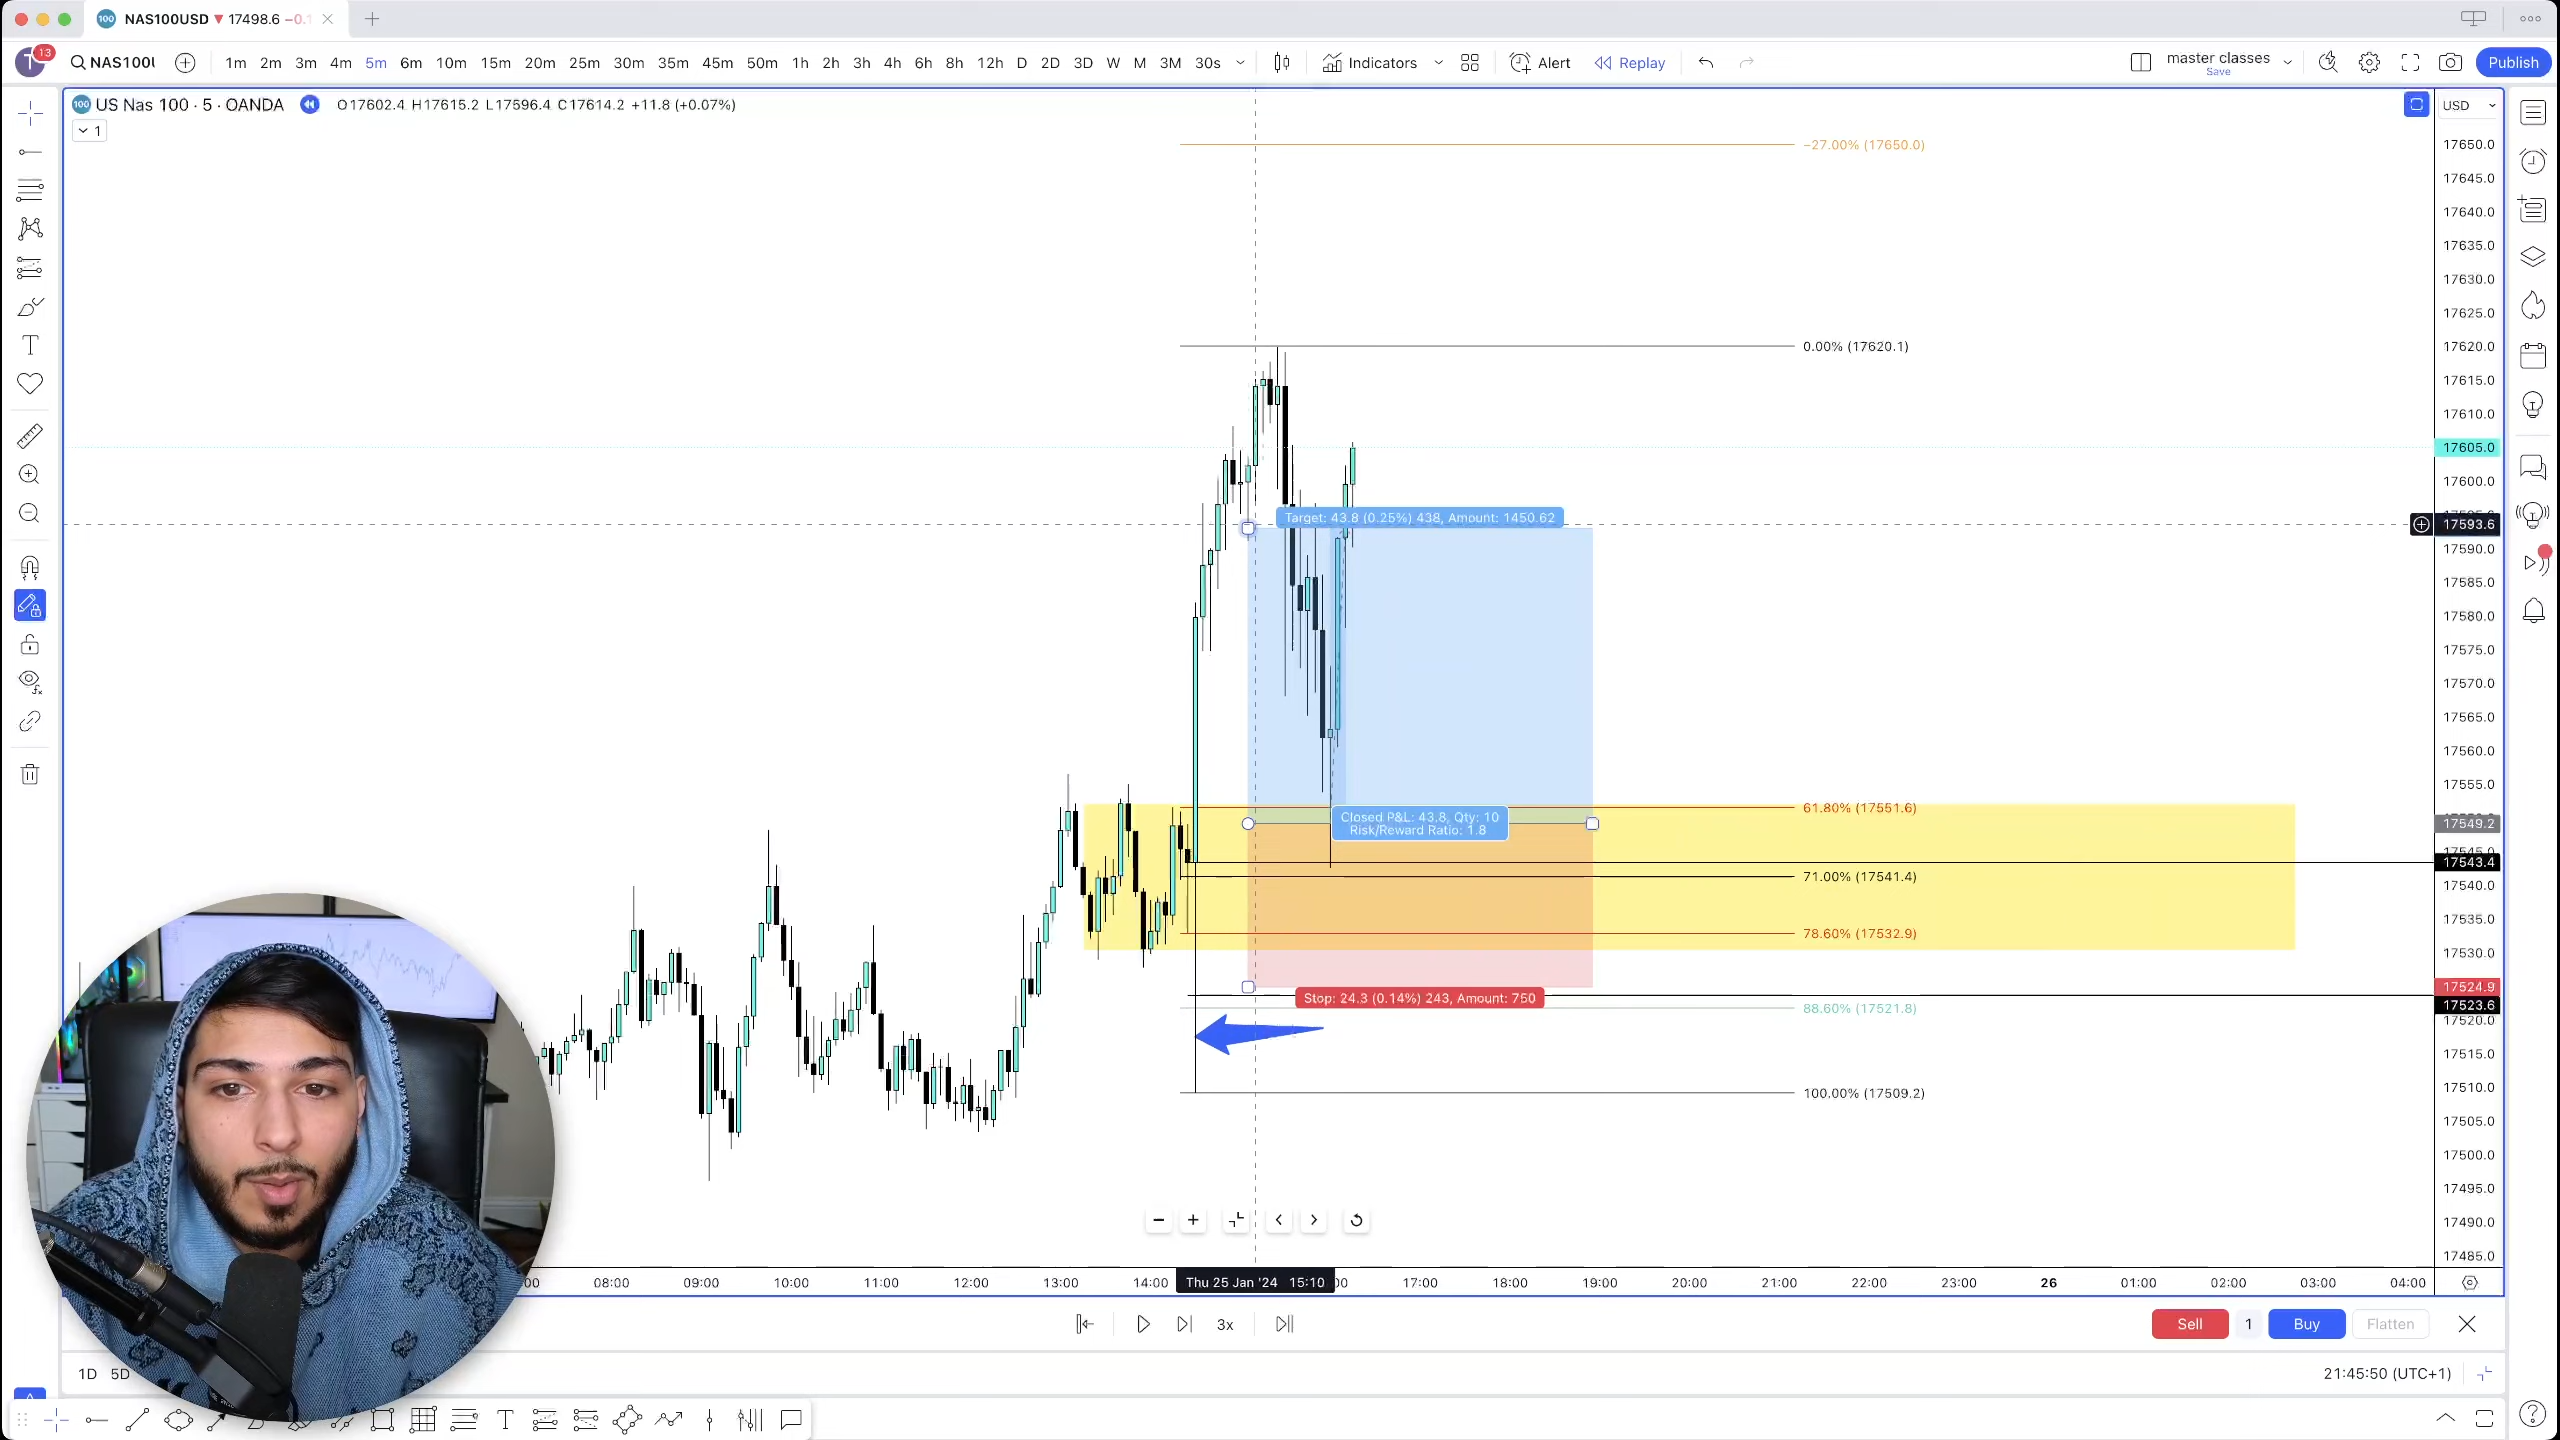 NAS100USD ▼ 17498.6 −0.1
13
NAS100U
1m 2m 3m 4m 5m 6m 10m 15m 20m 25m 30m 35m 45m 50m 1h 2h 3h 4h 6h 8h 12h D 2D 3D W M 3M 30s
Indicators
Alert
Replay
master classes
Save
Publish
100 US Nas 100 · 5 · OANDA
O17602.4 H17615.2 L17596.4 C17614.2 +11.8 (+0.07%)
USD
1
−27.00% (17650.0)
17650.0
17645.0
17640.0
17635.0
17630.0
17625.0
0.00% (17620.1)
17620.0
17615.0
17610.0
17605.0
17600.0
Target: 43.8 (0.25%) 438, Amount: 1450.62
17593.6
17590.0
17585.0
17580.0
17575.0
17570.0
17565.0
17560.0
17555.0
61.80% (17551.6)
Closed P&L: 43.8, Qty: 10
Risk/Reward Ratio: 1.8
17549.2
17545.0
17543.4
71.00% (17541.4)
17540.0
17535.0
78.60% (17532.9)
17530.0
17524.9
Stop: 24.3 (0.14%) 243, Amount: 750
17523.6
88.60% (17521.8)
17520.0
17515.0
17510.0
100.00% (17509.2)
17505.0
17500.0
17495.0
17490.0
17485.0
08:00 09:00 10:00 11:00 12:00 13:00 14:00 Thu 25 Jan '24 15:10 17:00 18:00 19:00 20:00 21:00 22:00 23:00 26 01:00 02:00 03:00 04:00
3x
Sell 1 Buy Flatten
1D 5D
21:45:50 (UTC+1)